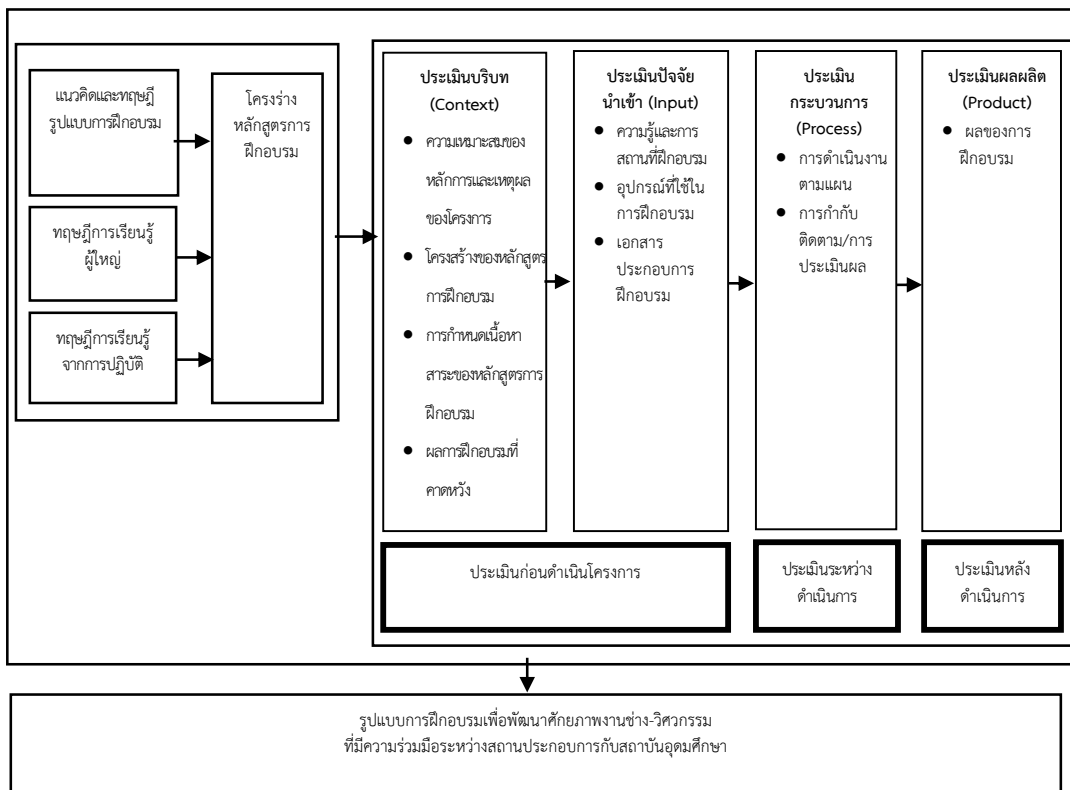 แนวคิดและทฤษฎี
รูปแบบการฝึกอบรม
ทฤษฎีการเรียนรู้
ผู้ใหญ่
ทฤษฎีการเรียนรู้
จากการปฏิบัติ
โครงร่าง
หลักสูตรการ
ฝึกอบรม
ประเมินบริบท
(Context)
● ความเหมาะสมของ
หลักการและเหตุผล
ของโครงการ
● โครงสร้างของหลักสูตร
การฝึกอบรม
● การกำหนดเนื้อหา
สาระของหลักสูตรการ
ฝึกอบรม
● ผลการฝึกอบรมที่
คาดหวัง
ประเมินปัจจัย
นำเข้า (Input)
● ความรู้และการ
สถานที่ฝึกอบรม
● อุปกรณ์ที่ใช้ใน
การฝึกอบรม
● เอกสาร
ประกอบการ
ฝึกอบรม
ประเมิน
กระบวนการ
(Process)
● การดำเนินงาน
ตามแผน
● การกำกับ
ติดตาม/การ
ประเมินผล
ประเมินผลผลิต
(Product)
● ผลของการ
ฝึกอบรม
ประเมินก่อนดำเนินโครงการ
ประเมินระหว่าง
ดำเนินการ
ประเมินหลัง
ดำเนินการ
รูปแบบการฝึกอบรมเพื่อพัฒนาศักยภาพงานช่าง-วิศวกรรม
ที่มีความร่วมมือระหว่างสถานประกอบการกับสถาบันอุดมศึกษา